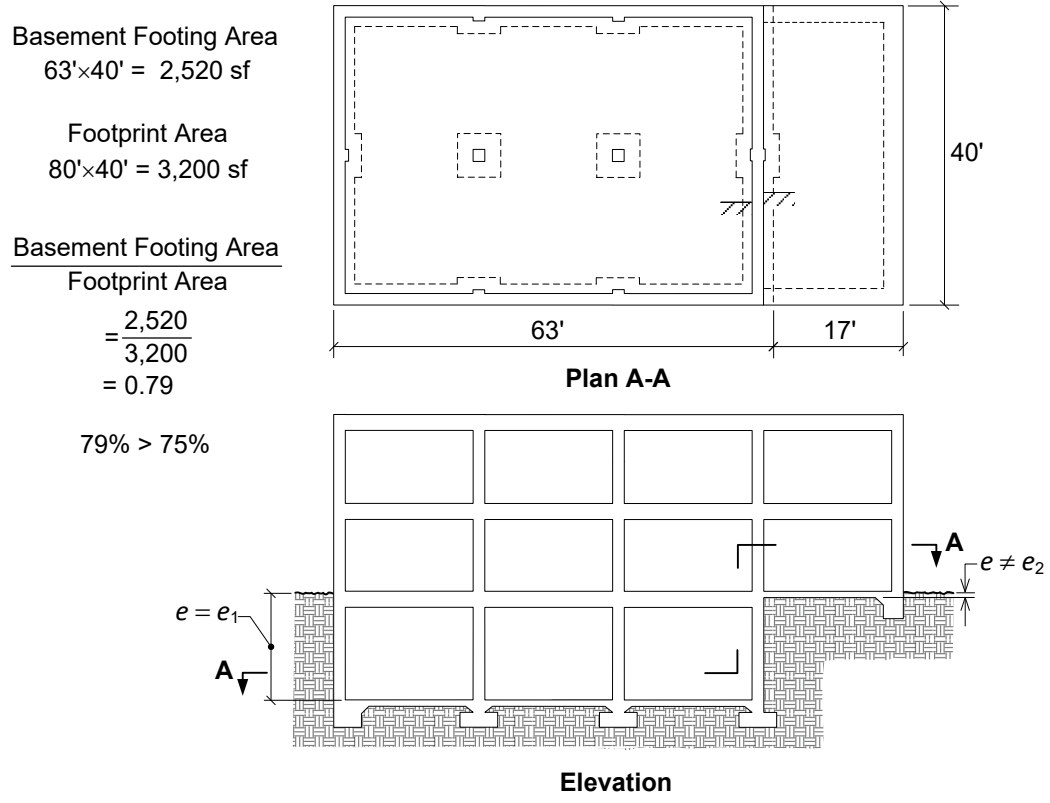 Basement Footing Area
63'×40' = 2,520 sf
Footprint Area
80'×40' = 3,200 sf
Basement Footing Area
Footprint Area
= 2,520
3,200
= 0.79
79% > 75%
40'
63'
17'
Plan A-A
A
e ≠ e₂
e = e₁
A
Elevation